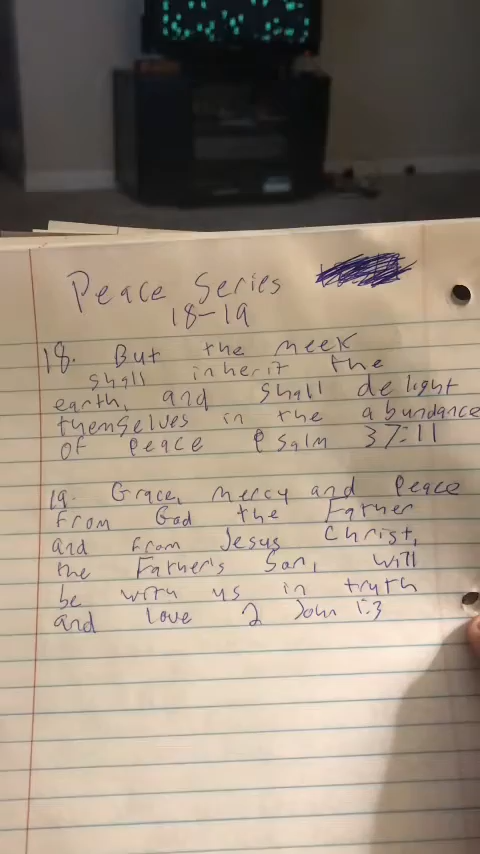 Peace Series
18-19
18. But the meek
shall inherit the
earth, and shall delight
themselves in the abundance
of peace Psalm 37:11
19. Grace, mercy and Peace
from God the Father
and from Jesus Christ,
the Father's Son, will
be with us in truth
and love 2 John 1:3